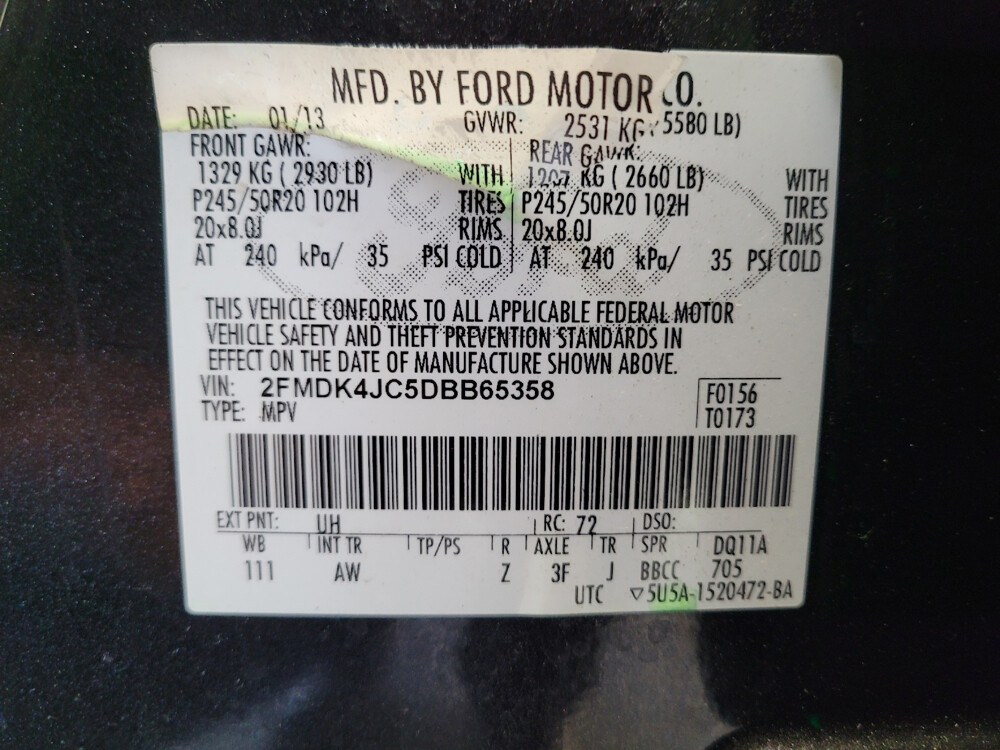 MFD. BY FORD MOTOR CO.
DATE: 01/13 GVWR: 2531 KG( 5580 LB)
FRONT GAWR: REAR GAWR:
1329 KG ( 2930 LB) WITH KG ( 2660 LB) WITH
P245/50R20 102H TIRES P245/50R20 102H TIRES
20x8.0J RIMS 20x8.0J RIMS
AT 240 kPa/ 35 PSI COLD AT 240 kPa/ 35 PSI COLD
THIS VEHICLE CONFORMS TO ALL APPLICABLE FEDERAL MOTOR
VEHICLE SAFETY AND THEFT PREVENTION STANDARDS IN
EFFECT ON THE DATE OF MANUFACTURE SHOWN ABOVE.
VIN: 2FMDK4JC5DBB65358 F0156
TYPE: MPV T0173
EXT PNT: UH RC: 72 DSO:
WB INT TR TP/PS R AXLE TR SPR DQ11A
111 AW Z 3F J BBCC 705
UTC ▽5U5A-1520472-BA